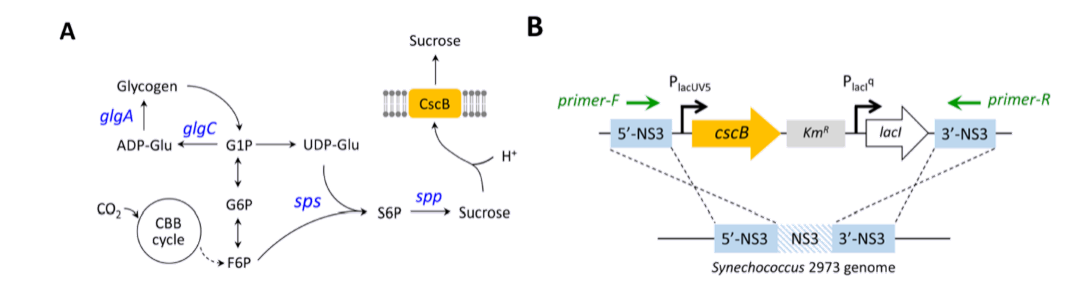 A
Sucrose
Glycogen
CscB
glgA
glgC
ADP-Glu
G1P
UDP-Glu
H⁺
G6P
sps
spp
CO₂
CBB
cycle
S6P
Sucrose
F6P
B
PlacUV5
PlacIq
primer-F
primer-R
5′-NS3
cscB
Kmᴿ
lacI
3′-NS3
5′-NS3
NS3
3′-NS3
Synechococcus 2973 genome